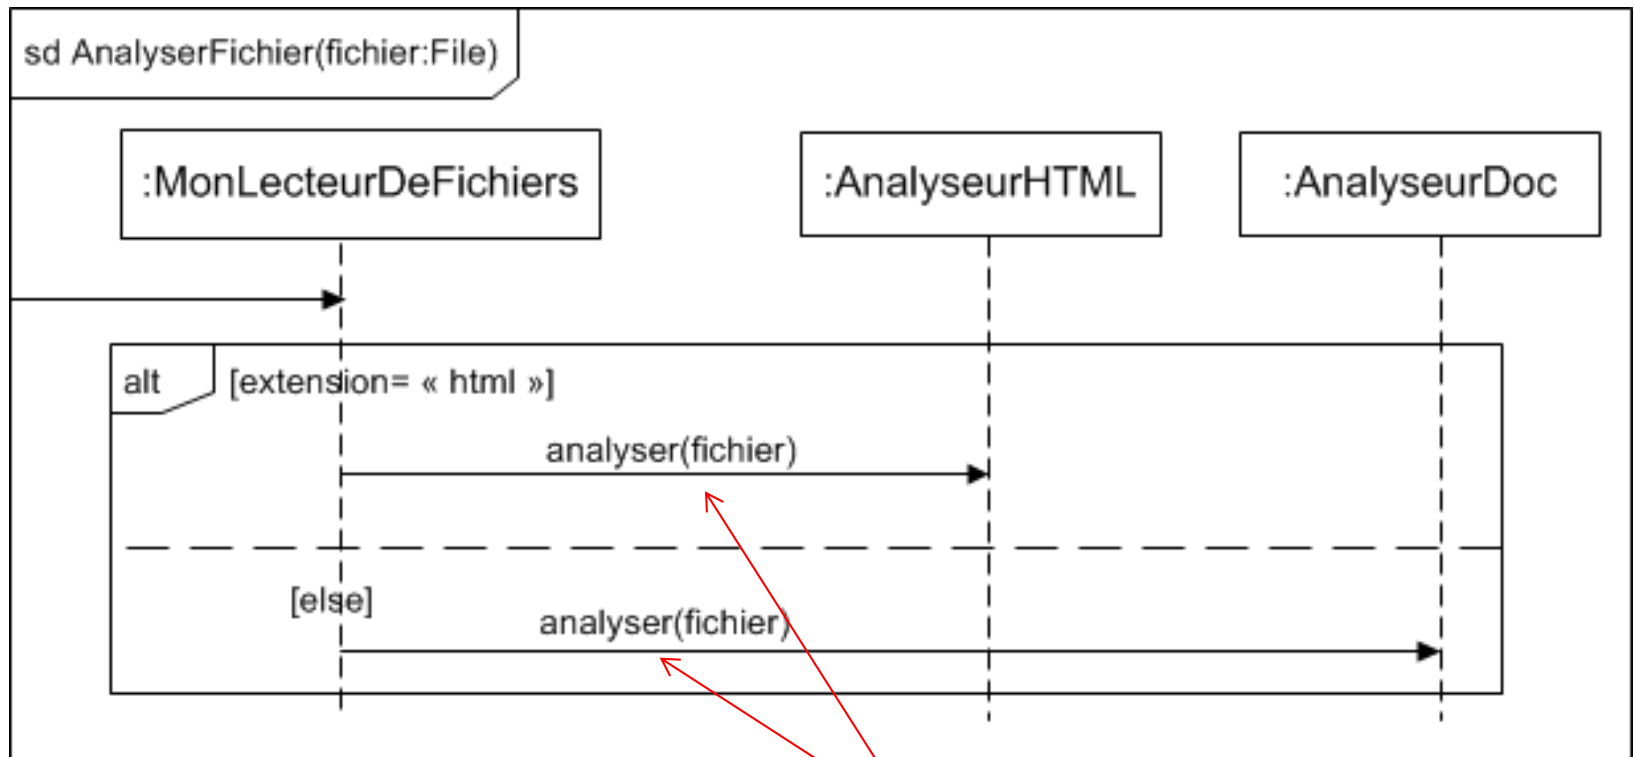 sd AnalyserFichier(fichier:File)
:MonLecteurDeFichiers
:AnalyseurHTML
:AnalyseurDoc
alt
[extension= « html »]
analyser(fichier)
[else]
analyser(fichier)